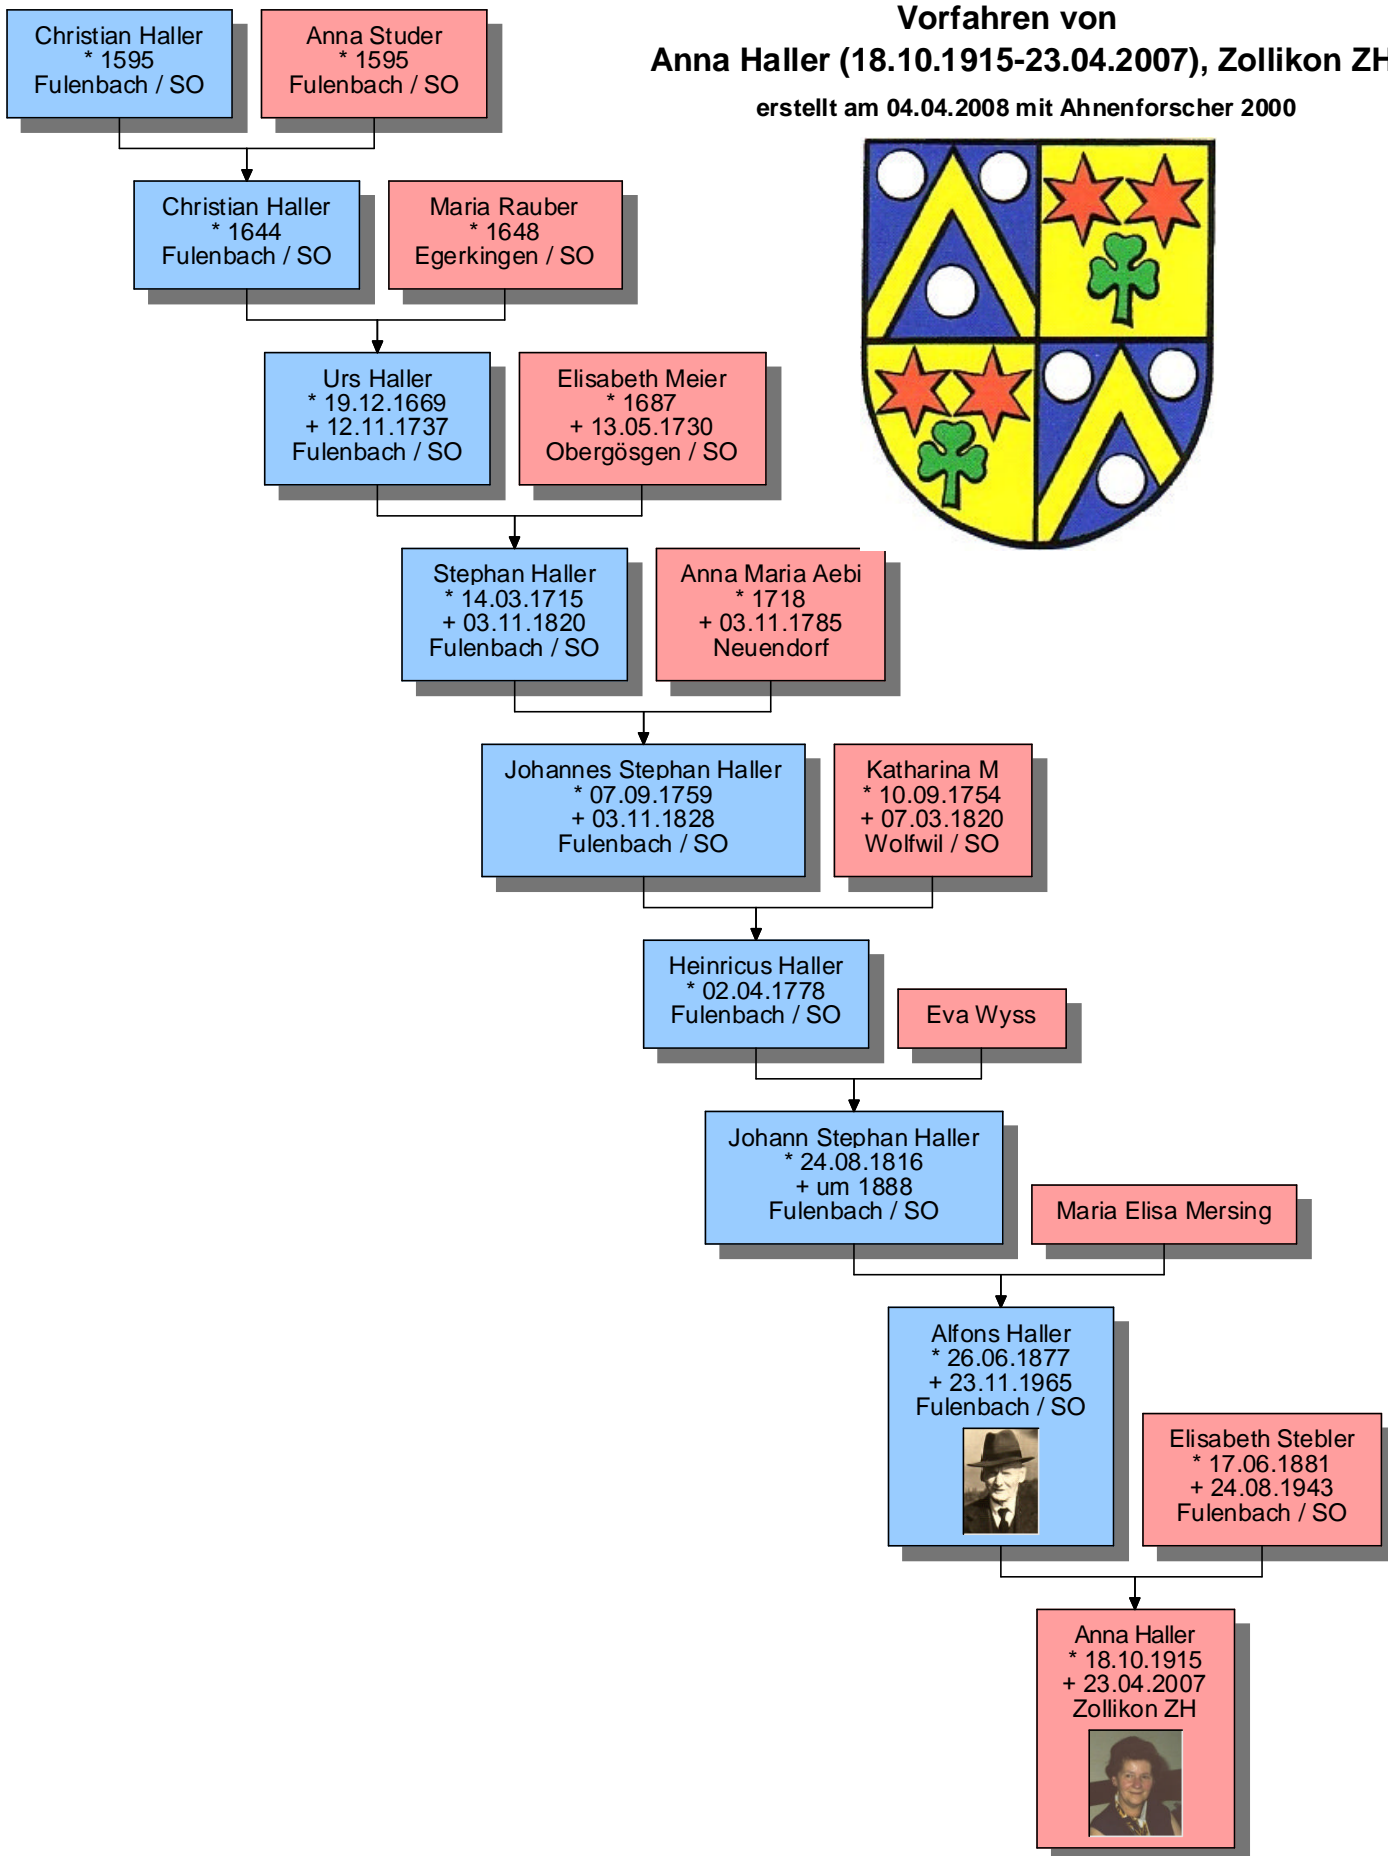 Vorfahren von
Anna Haller (18.10.1915-23.04.2007), Zollikon ZH
erstellt am 04.04.2008 mit Ahnenforscher 2000
Christian Haller
* 1595
Fulenbach / SO
Anna Studer
* 1595
Fulenbach / SO
Christian Haller
* 1644
Fulenbach / SO
Maria Rauber
* 1648
Egerkingen / SO
Urs Haller
* 19.12.1669
+ 12.11.1737
Fulenbach / SO
Elisabeth Meier
* 1687
+ 13.05.1730
Obergösgen / SO
Stephan Haller
* 14.03.1715
+ 03.11.1820
Fulenbach / SO
Anna Maria Aebi
* 1718
+ 03.11.1785
Neuendorf
Johannes Stephan Haller
* 07.09.1759
+ 03.11.1828
Fulenbach / SO
Katharina M
* 10.09.1754
+ 07.03.1820
Wolfwil / SO
Heinricus Haller
* 02.04.1778
Fulenbach / SO
Eva Wyss
Johann Stephan Haller
* 24.08.1816
+ um 1888
Fulenbach / SO
Maria Elisa Mersing
Alfons Haller
* 26.06.1877
+ 23.11.1965
Fulenbach / SO
Elisabeth Stebler
* 17.06.1881
+ 24.08.1943
Fulenbach / SO
Anna Haller
* 18.10.1915
+ 23.04.2007
Zollikon ZH